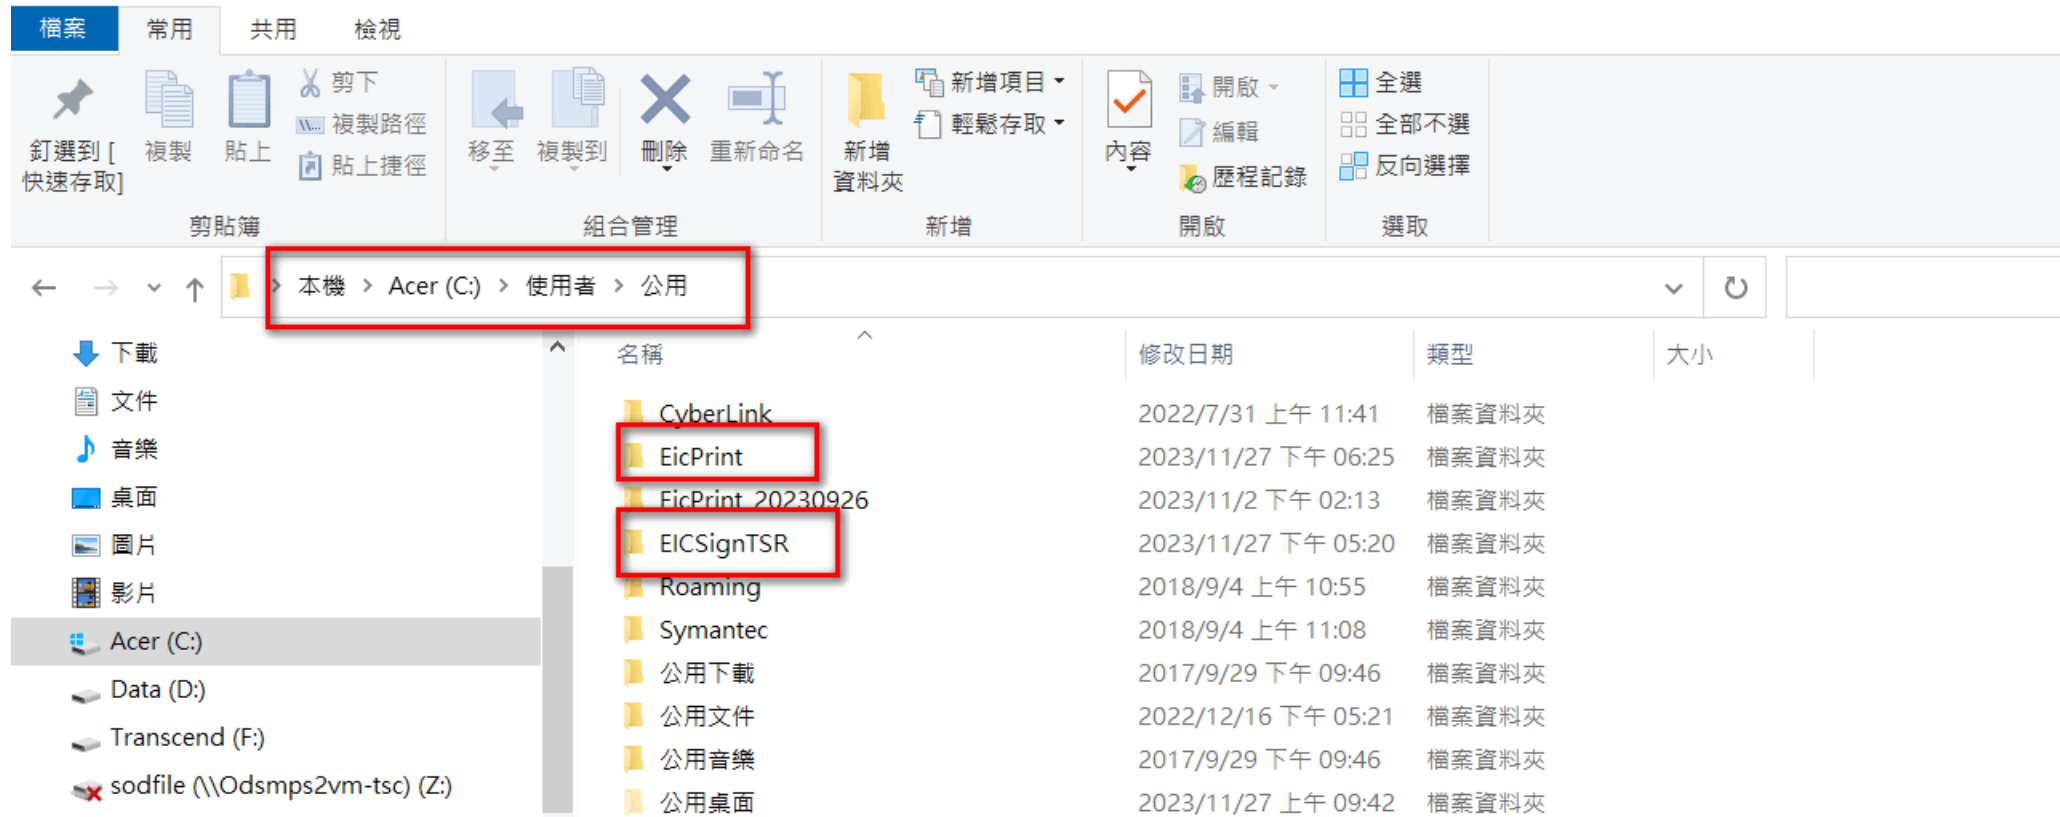 檔案 常用 共用 檢視
釘選到 [
快速存取]
複製
貼上
剪下
複製路徑
貼上捷徑
剪貼簿
移至
複製到
刪除
重新命名
組合管理
新增
資料夾
新增項目
輕鬆存取
新增
內容
開啟
編輯
歷程記錄
開啟
全選
全部不選
反向選擇
選取
本機 > Acer (C:) > 使用者 > 公用
下載
文件
音樂
桌面
圖片
影片
Acer (C:)
Data (D:)
Transcend (F:)
sodfile (\\Odsmps2vm-tsc) (Z:)
名稱 修改日期 類型 大小
CyberLink 2022/7/31 上午 11:41 檔案資料夾
EicPrint 2023/11/27 下午 06:25 檔案資料夾
EicPrint_20230926 2023/11/2 下午 02:13 檔案資料夾
EICSignTSR 2023/11/27 下午 05:20 檔案資料夾
Roaming 2018/9/4 上午 10:55 檔案資料夾
Symantec 2018/9/4 上午 11:08 檔案資料夾
公用下載 2017/9/29 下午 09:46 檔案資料夾
公用文件 2022/12/16 下午 05:21 檔案資料夾
公用音樂 2017/9/29 下午 09:46 檔案資料夾
公用桌面 2023/11/27 上午 09:42 檔案資料夾